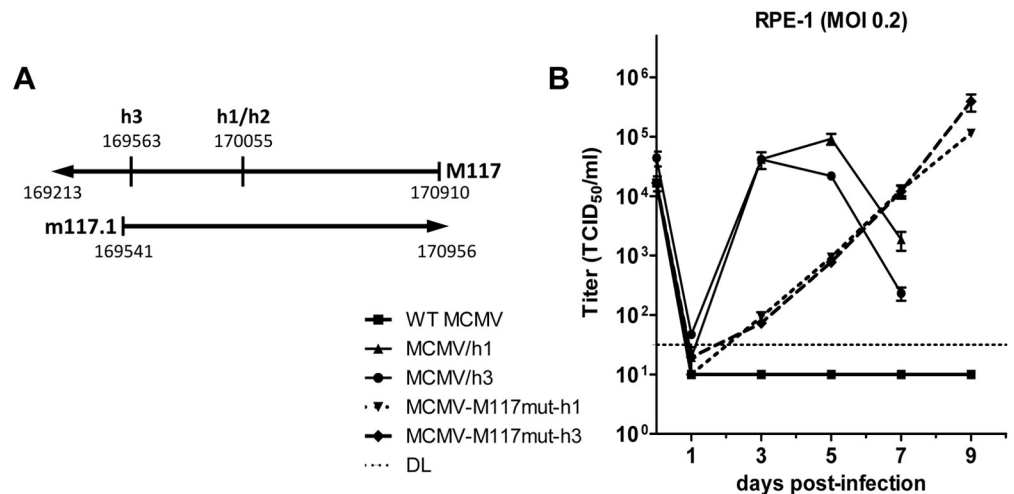 A
h3
169563
h1/h2
170055
M117
169213
170910
m117.1
169541
170956
WT MCMV
MCMV/h1
MCMV/h3
MCMV-M117mut-h1
MCMV-M117mut-h3
DL
B
RPE-1 (MOI 0.2)
Titer (TCID50/ml)
10⁶
10⁵
10⁴
10³
10²
10¹
10⁰
1 3 5 7 9
days post-infection